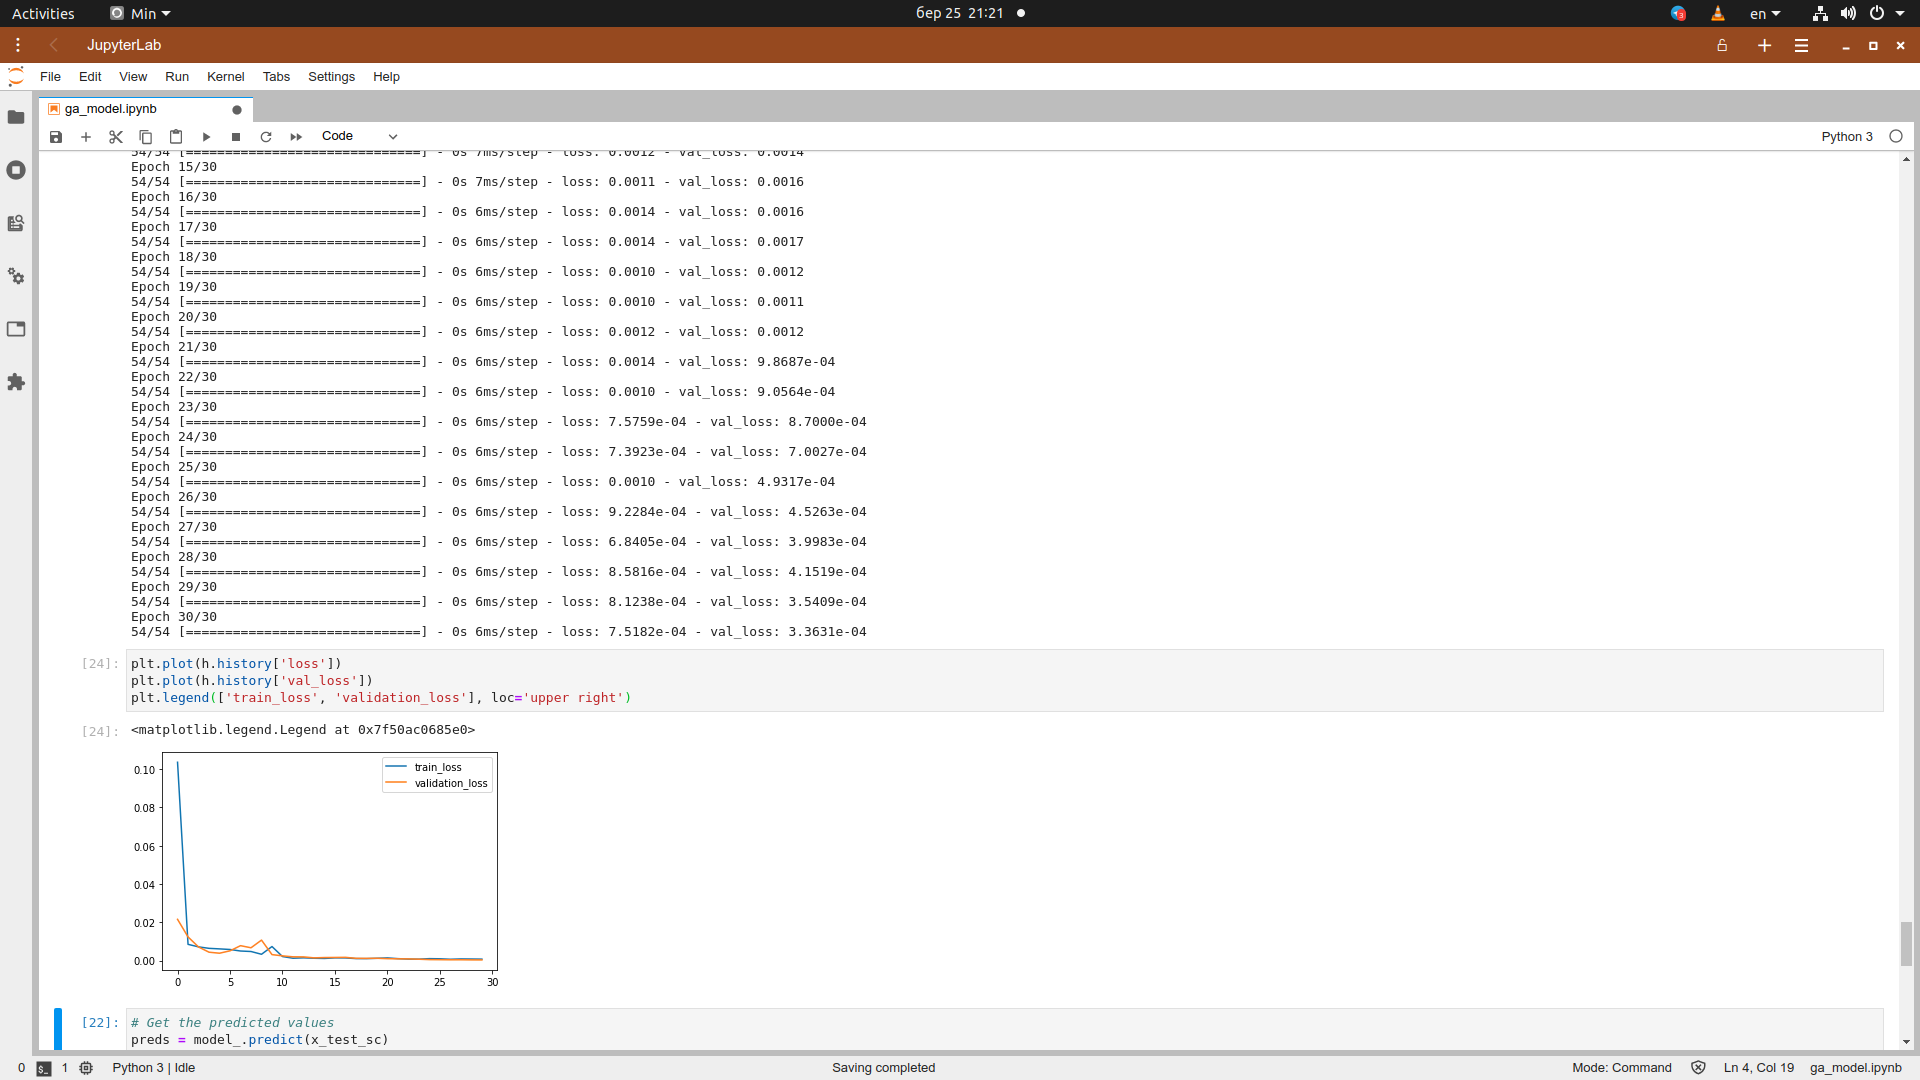 Activities Min бер 25 21:21 3 en
JupyterLab
File Edit View Run Kernel Tabs Settings Help
ga_model.ipynb
Code Python 3
54/54 [==============================] - 0s 7ms/step - loss: 0.0012 - val_loss: 0.0014
Epoch 15/30
54/54 [==============================] - 0s 7ms/step - loss: 0.0011 - val_loss: 0.0016
Epoch 16/30
54/54 [==============================] - 0s 6ms/step - loss: 0.0014 - val_loss: 0.0016
Epoch 17/30
54/54 [==============================] - 0s 6ms/step - loss: 0.0014 - val_loss: 0.0017
Epoch 18/30
54/54 [==============================] - 0s 6ms/step - loss: 0.0010 - val_loss: 0.0012
Epoch 19/30
54/54 [==============================] - 0s 6ms/step - loss: 0.0010 - val_loss: 0.0011
Epoch 20/30
54/54 [==============================] - 0s 6ms/step - loss: 0.0012 - val_loss: 0.0012
Epoch 21/30
54/54 [==============================] - 0s 6ms/step - loss: 0.0014 - val_loss: 9.8687e-04
Epoch 22/30
54/54 [==============================] - 0s 6ms/step - loss: 0.0010 - val_loss: 9.0564e-04
Epoch 23/30
54/54 [==============================] - 0s 6ms/step - loss: 7.5759e-04 - val_loss: 8.7000e-04
Epoch 24/30
54/54 [==============================] - 0s 6ms/step - loss: 7.3923e-04 - val_loss: 7.0027e-04
Epoch 25/30
54/54 [==============================] - 0s 6ms/step - loss: 0.0010 - val_loss: 4.9317e-04
Epoch 26/30
54/54 [==============================] - 0s 6ms/step - loss: 9.2284e-04 - val_loss: 4.5263e-04
Epoch 27/30
54/54 [==============================] - 0s 6ms/step - loss: 6.8405e-04 - val_loss: 3.9983e-04
Epoch 28/30
54/54 [==============================] - 0s 6ms/step - loss: 8.5816e-04 - val_loss: 4.1519e-04
Epoch 29/30
54/54 [==============================] - 0s 6ms/step - loss: 8.1238e-04 - val_loss: 3.5409e-04
Epoch 30/30
54/54 [==============================] - 0s 6ms/step - loss: 7.5182e-04 - val_loss: 3.3631e-04
[24]: plt.plot(h.history['loss'])
plt.plot(h.history['val_loss'])
plt.legend(['train_loss', 'validation_loss'], loc='upper right')
[24]: <matplotlib.legend.Legend at 0x7f50ac0685e0>
train_loss
validation_loss
0.10
0.08
0.06
0.04
0.02
0.00
0 5 10 15 20 25 30
[22]: # Get the predicted values
preds = model_.predict(x_test_sc)
0 $_ 1 Python 3 | Idle Saving completed Mode: Command Ln 4, Col 19 ga_model.ipynb